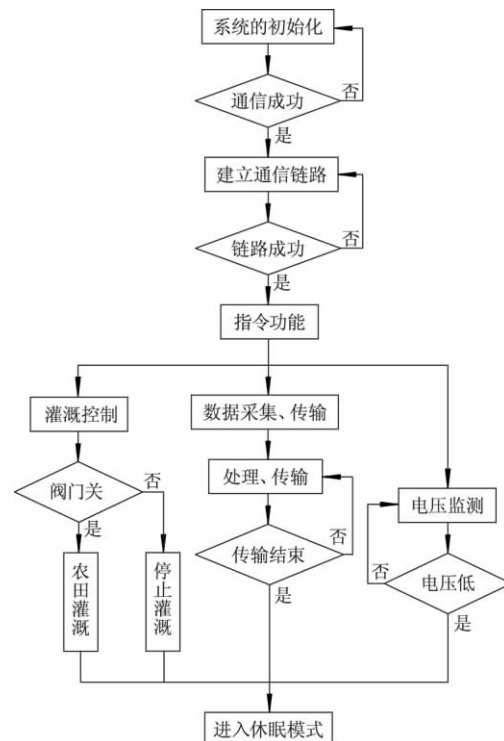 系统的初始化
通信成功
否
是
建立通信链路
链路成功
否
是
指令功能
灌溉控制
数据采集、传输
阀门关
否
是
处理、传输
电压监测
传输结束
否
是
否
电压低
是
农田灌溉
停止灌溉
进入休眠模式